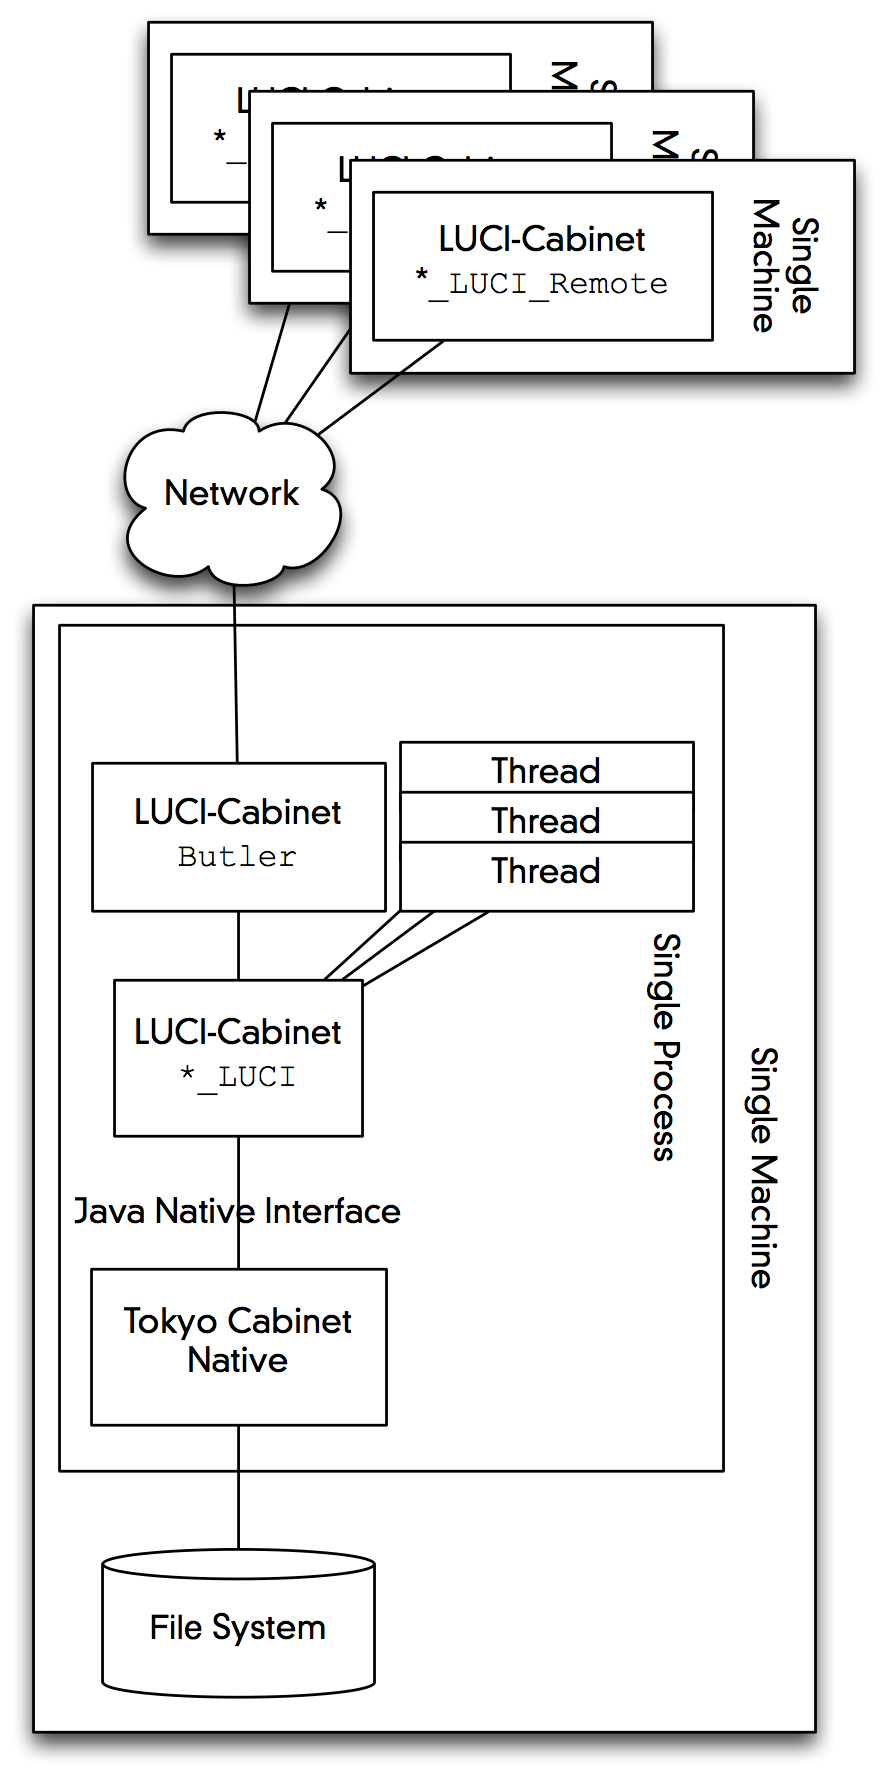 LUCI-Cabinet
*_LUCI_Remote
Single
Machine
Network
LUCI-Cabinet
Butler
Thread
Thread
Thread
LUCI-Cabinet
*_LUCI
Single Process
Single Machine
Java Native Interface
Tokyo Cabinet
Native
File System